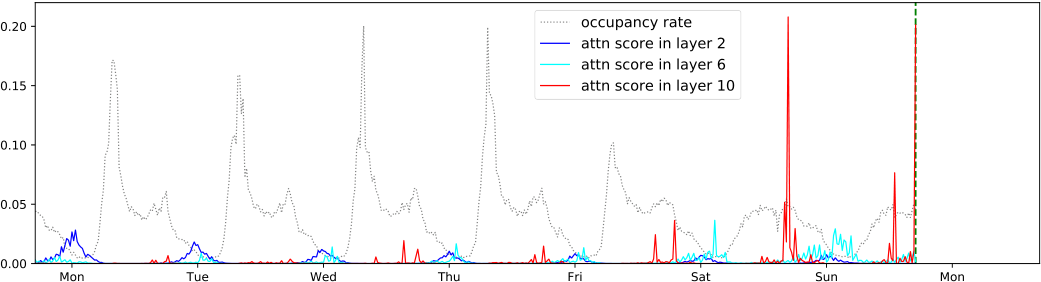 0.20
0.15
0.10
0.05
0.00
occupancy rate
attn score in layer 2
attn score in layer 6
attn score in layer 10
Mon Tue Wed Thu Fri Sat Sun Mon